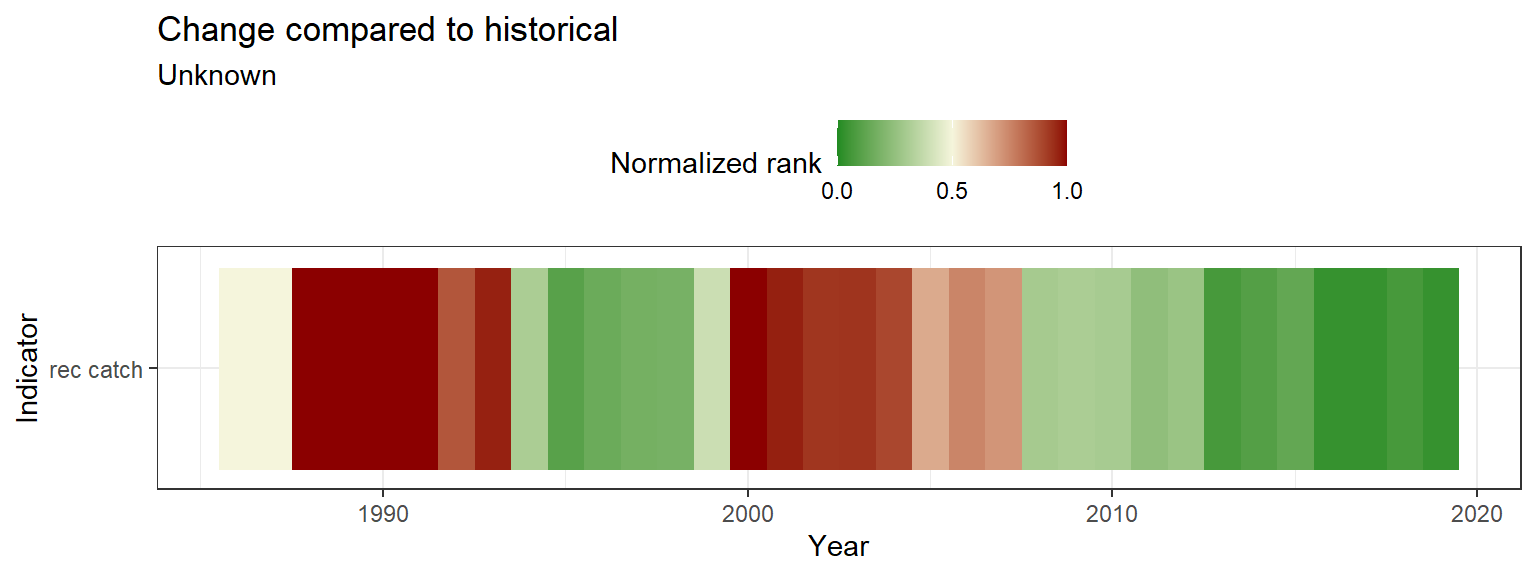 Change compared to historical
Unknown
Normalized rank
0.0 0.5 1.0
Indicator
rec catch
1990 2000 2010 2020
Year